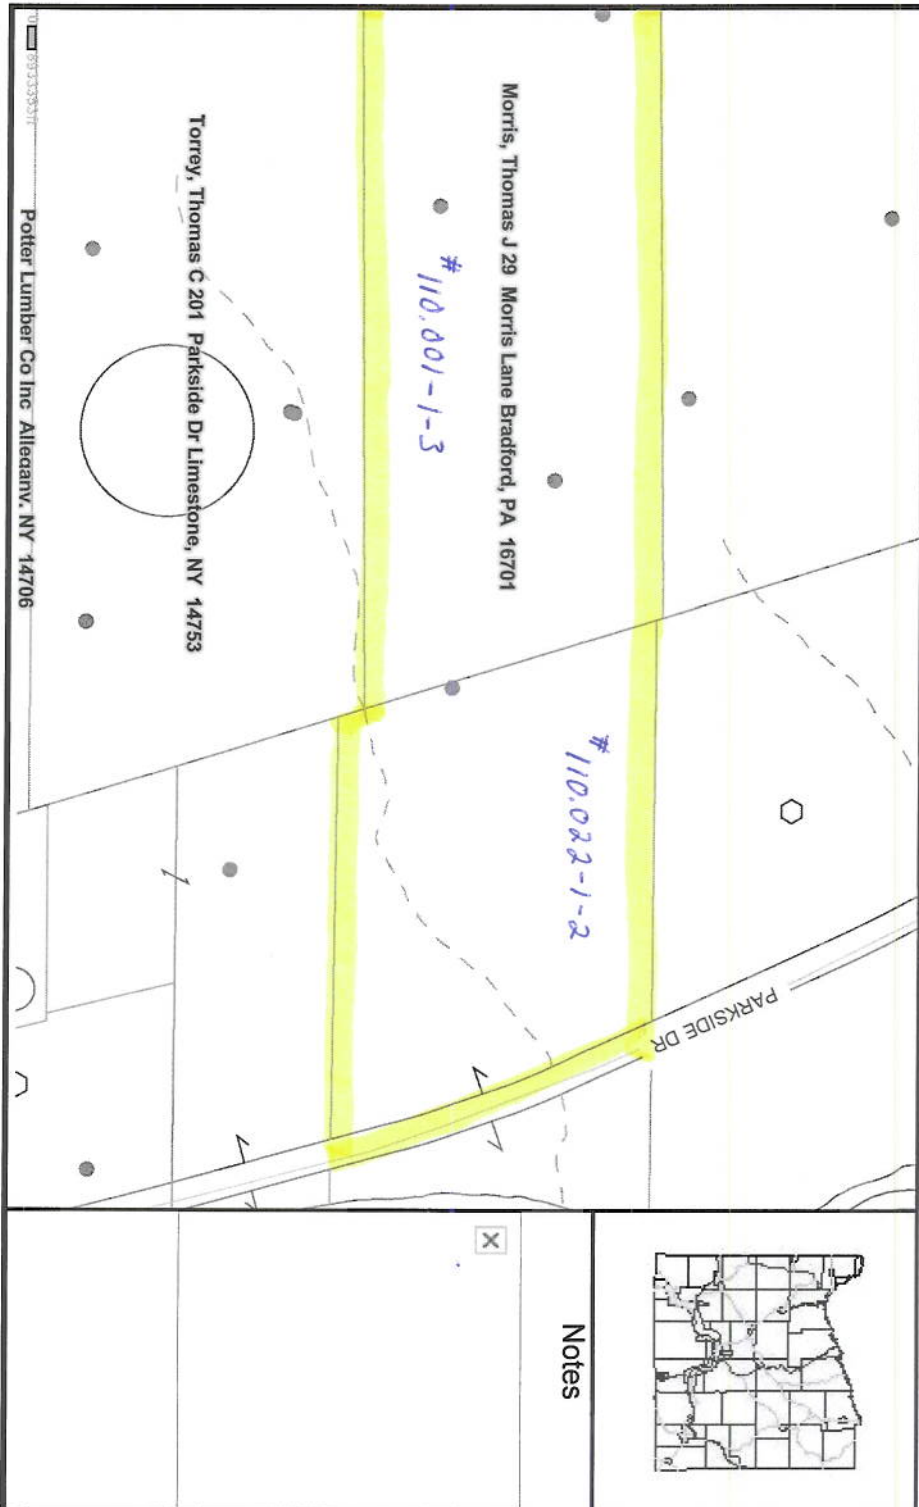 Morris, Thomas J 29 Morris Lane Bradford, PA 16701
#110.001-1-3
#110.022-1-2
PARKSIDE DR
Torrey, Thomas C 201 Parkside Dr Limestone, NY 14753
Potter Lumber Co Inc Allegany, NY 14706
Notes